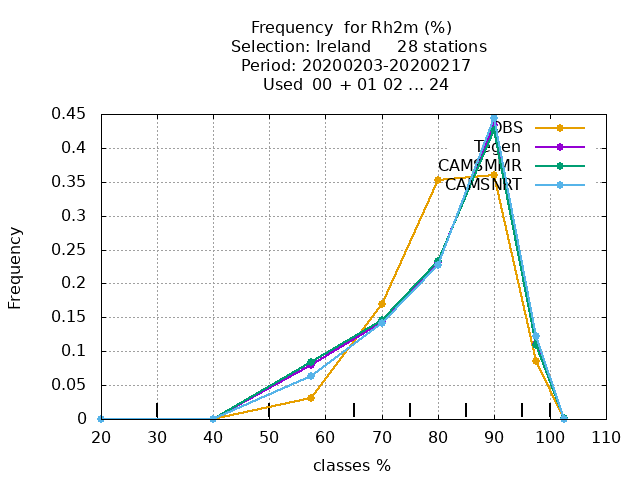 Frequency  for Rh2m (%)
Selection: Ireland     28 stations
Period: 20200203-20200217
Used  00 + 01 02 ... 24
0.45
0.4
0.35
0.3
0.25
0.2
0.15
0.1
0.05
0
Frequency
OBS
Tegen
CAMSMMR
CAMSNRT
20 30 40 50 60 70 80 90 100 110
classes %